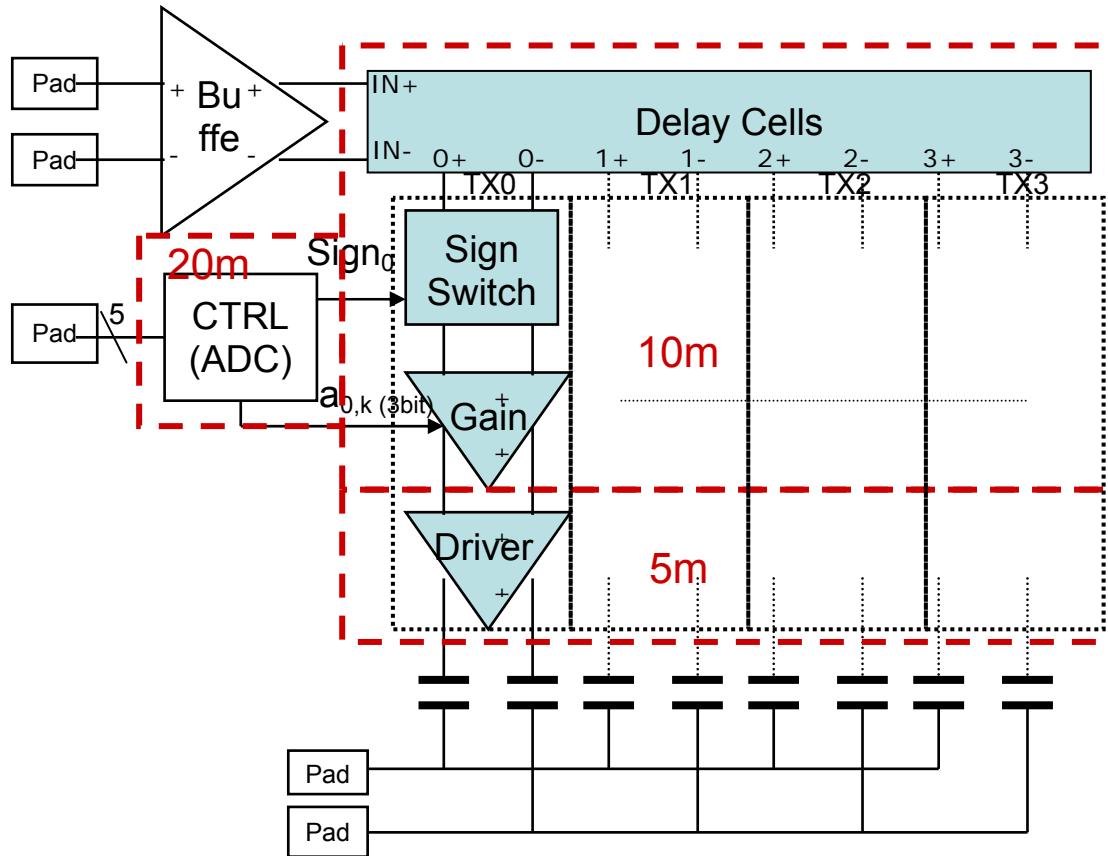 Pad
+ Bu +
- ffe -
Pad
IN+
IN-
Delay Cells
0+ 0- 1+ 1- 2+ 2- 3+ 3-
TX0 TX1 TX2 TX3
20m
Sign0
Sign
Switch
Pad
5
CTRL
(ADC)
10m
a0,k (3bit)
+
Gain
+
+
Driver
+
5m
Pad
Pad